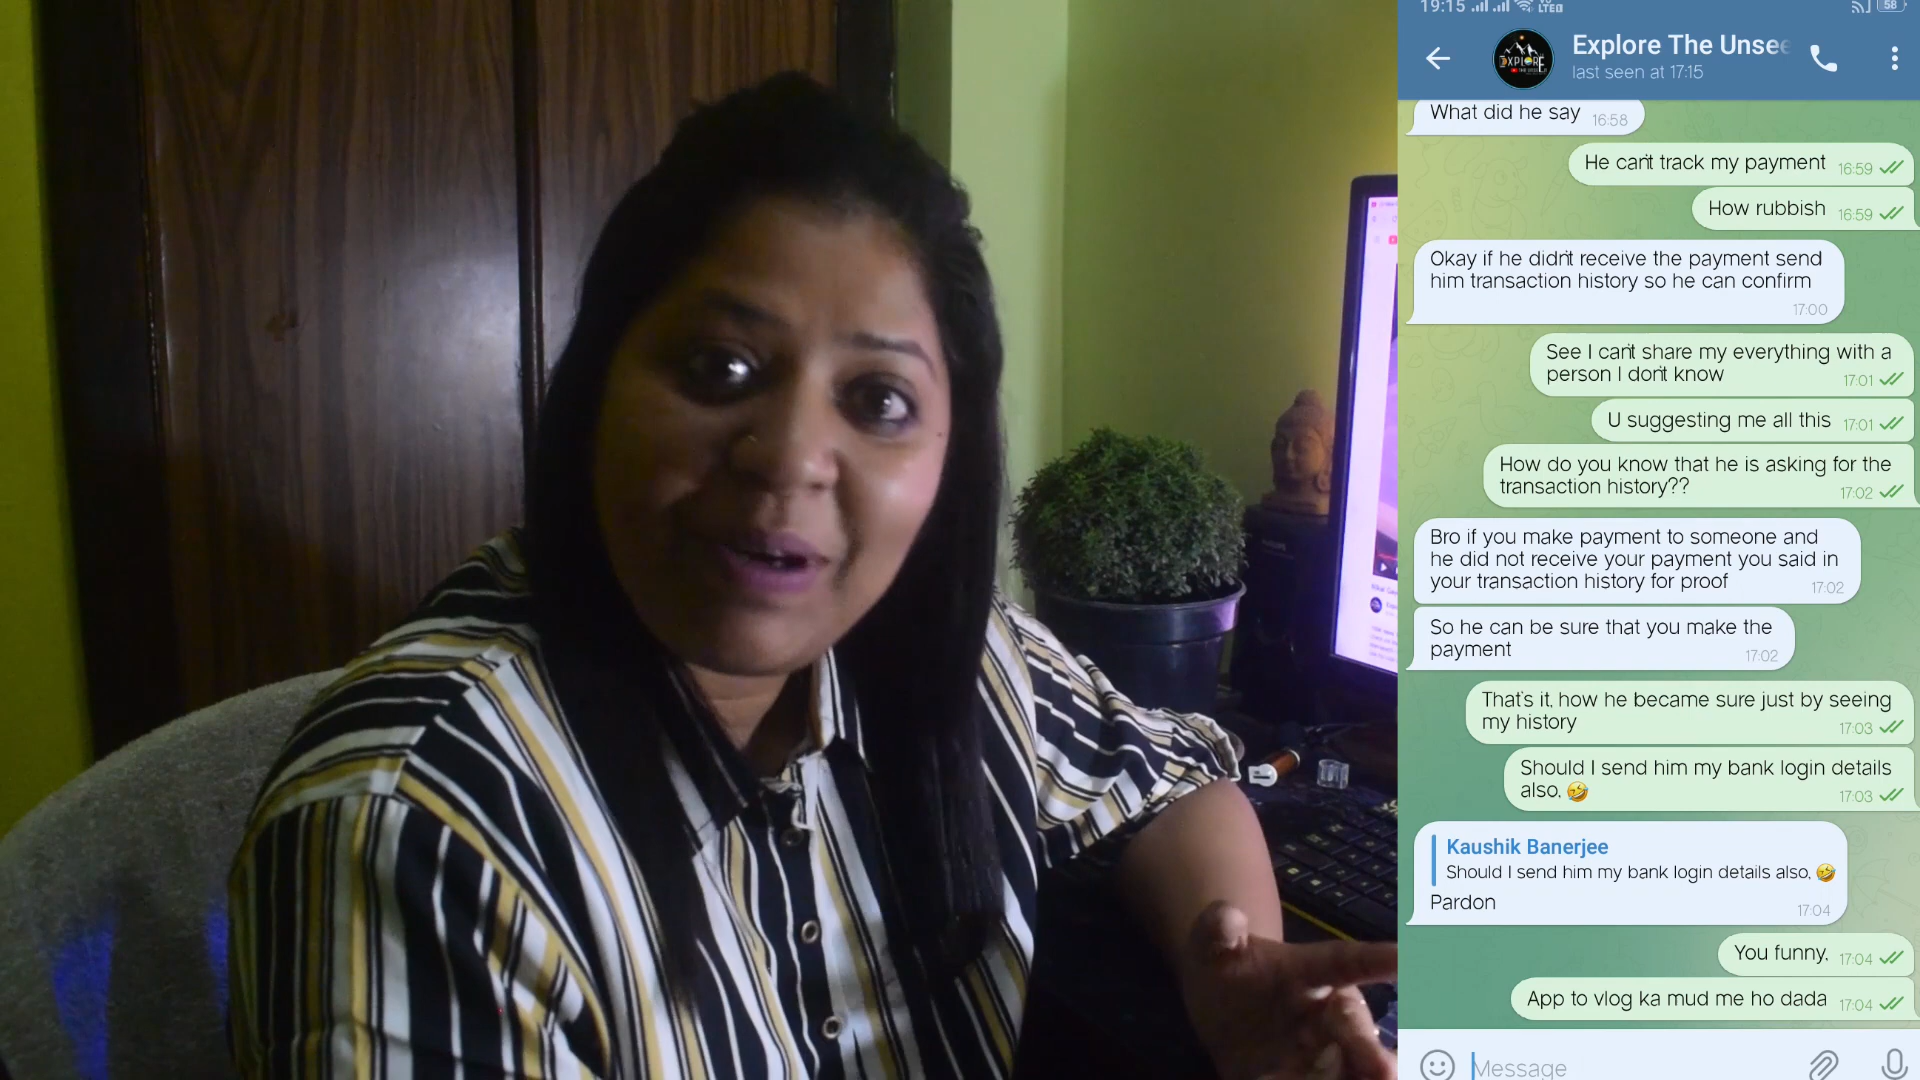 19:15
LTE
58
Explore The Unsee
last seen at 17:15
EXPLORE
What did he say 16:58
He can't track my payment 16:59
How rubbish 16:59
Okay if he didn't receive the payment send
him transaction history so he can confirm
17:00
See I can't share my everything with a
person I don't know 17:01
U suggesting me all this 17:01
How do you know that he is asking for the
transaction history?? 17:02
Bro if you make payment to someone and
he did not receive your payment you said in
your transaction history for proof 17:02
So he can be sure that you make the
payment 17:02
That's it, how he became sure just by seeing
my history 17:03
Should I send him my bank login details
also. 🤣 17:03
Kaushik Banerjee
Should I send him my bank login details also. 🤣
Pardon 17:04
You funny. 17:04
App to vlog ka mud me ho dada 17:04
Message